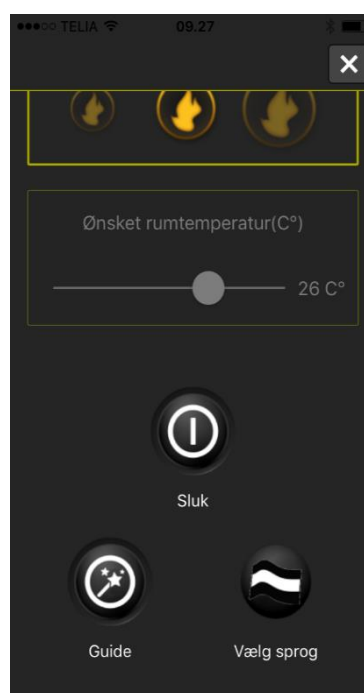 TELIA 09.27
Ønsket rumtemperatur(C°)
26 C°
Sluk
Guide
Vælg sprog